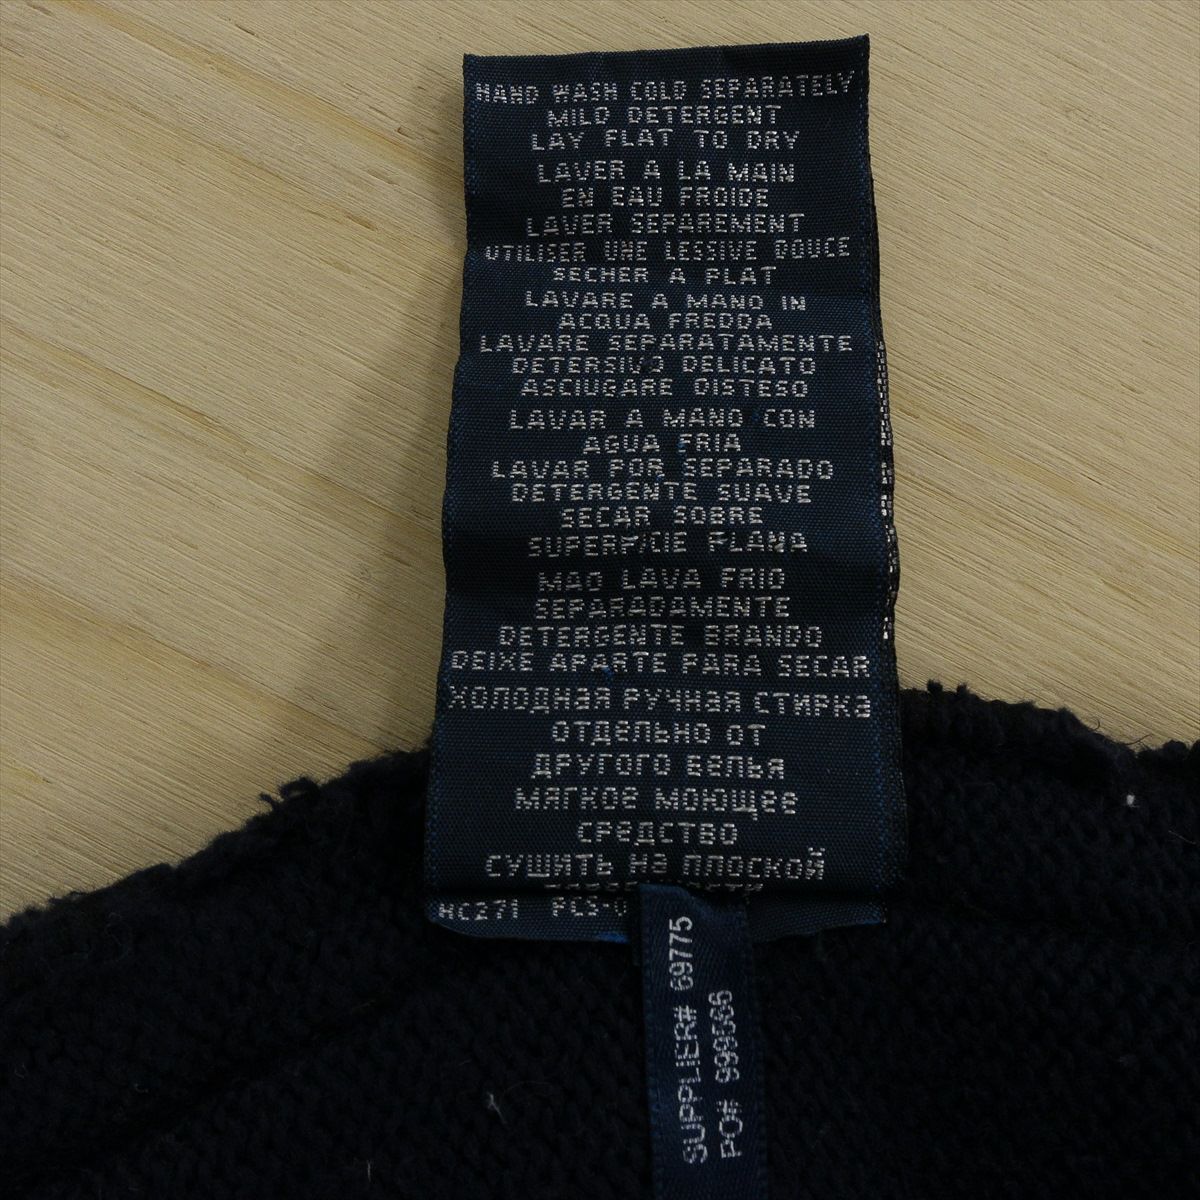 HAND WASH COLD SEPARATELY
MILD DETERGENT
LAY FLAT TO DRY
LAVER A LA MAIN
EN EAU FROIDE
LAVER SEPAREMENT
UTILISER UNE LESSIVE DOUCE
SECHER A PLAT
LAVARE A MANO IN
ACQUA FREDDA
LAVARE SEPARATAMENTE
DETERSIVO DELICATO
ASCIUGARE DISTESO
LAVAR A MANO CON
AGUA FRIA
LAVAR POR SEPARADO
DETERGENTE SUAVE
SECAR SOBRE
SUPERFICIE PLANA
MAO LAVA FRIO
SEPARADAMENTE
DETERGENTE BRANDO
DEIXE APARTE PARA SECAR
ХОЛОДНАЯ РУЧНАЯ СТИРКА
ОТДЕЛЬНО ОТ
ДРУГОГО БЕЛЬЯ
МЯГКОЕ МОЮЩЕЕ
СРЕДСТВО
СУШИТЬ НА ПЛОСКОЙ
HC271 PCS-
SUPPLIER# 69775
PO# 999566